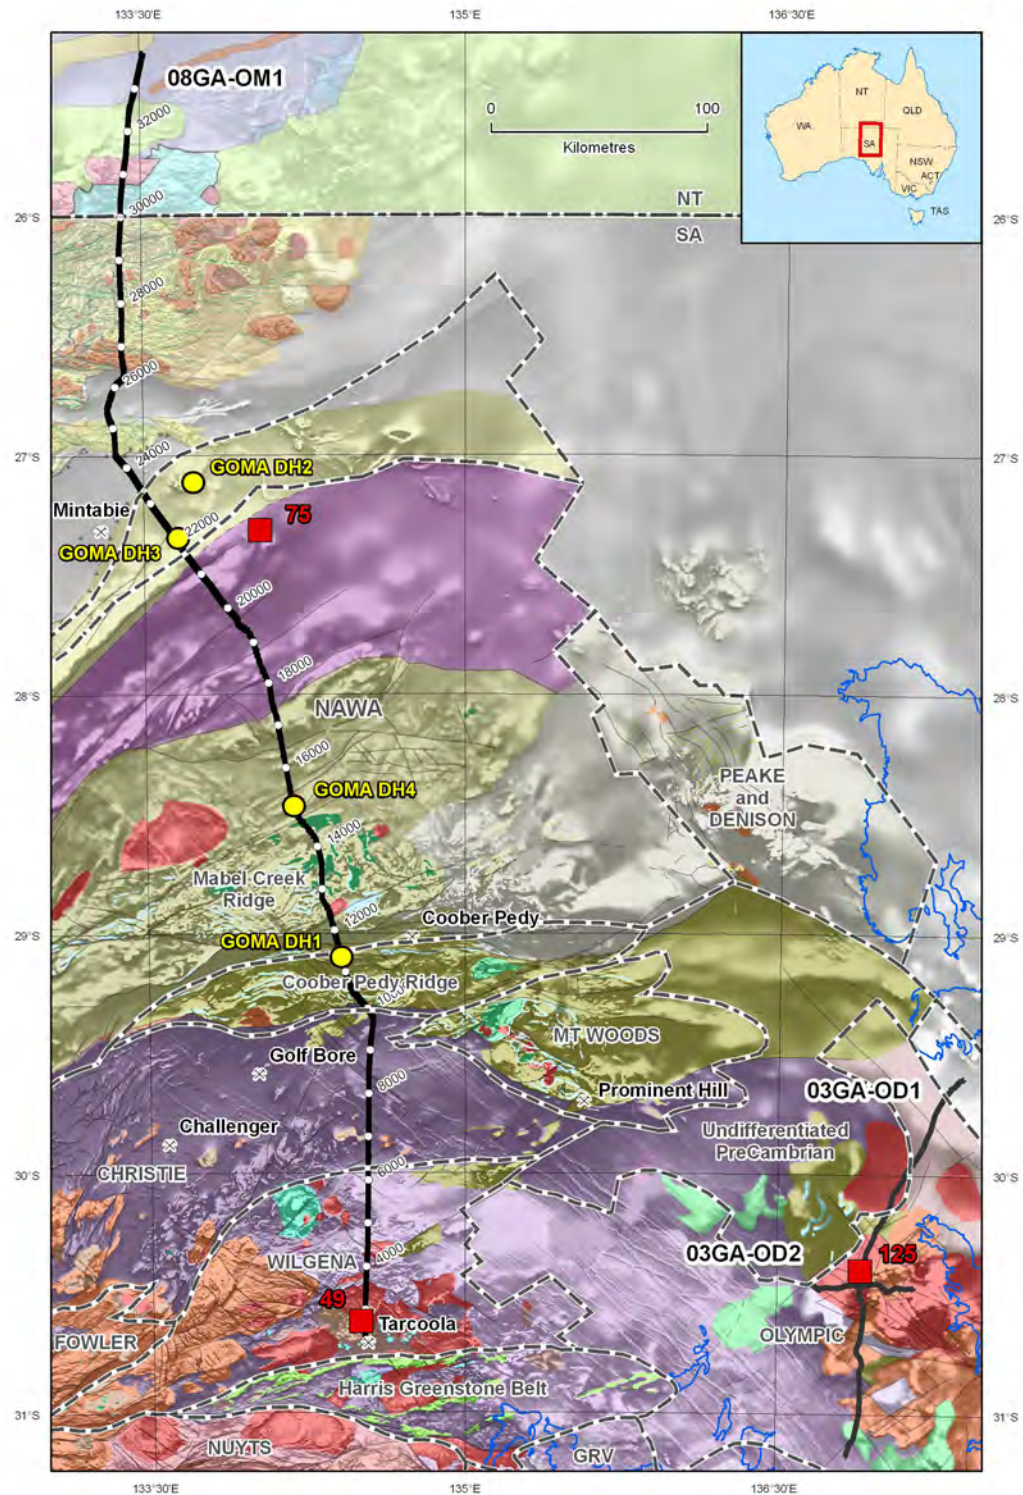 133°30'E
135°E
136°30'E
08GA-OM1
0
100
Kilometres
NT
QLD
WA
SA
NSW
ACT
VIC
TAS
32000
30000
26°S
NT
26°S
SA
28000
26000
27°S
24000
27°S
GOMA DH2
Mintabie
75
22000
GOMA DH3
20000
18000
28°S
28°S
NAWA
16000
PEAKE
and
DENISON
GOMA DH4
14000
Mabel Creek
Ridge
12000
Coober Pedy
29°S
29°S
GOMA DH1
Coober Pedy Ridge
MT WOODS
Golf Bore
8000
Prominent Hill
03GA-OD1
Challenger
Undifferentiated
PreCambrian
30°S
CHRISTIE
6000
30°S
4000
WILGENA
03GA-OD2
125
49
Tarcoola
OLYMPIC
FOWLER
Harris Greenstone Belt
31°S
31°S
NUYTS
GRV
133°30'E
135°E
136°30'E